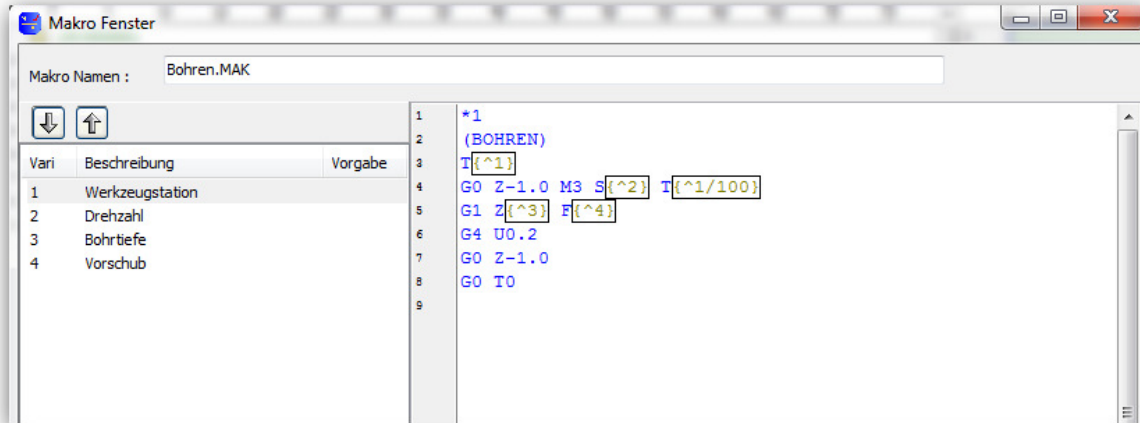 Makro Fenster
Makro Namen :
Bohren.MAK
Vari Beschreibung Vorgabe
1 Werkzeugstation
2 Drehzahl
3 Bohrtiefe
4 Vorschub
1 *1
2 (BOHREN)
3 T{^1}
4 G0 Z-1.0 M3 S{^2} T{^1/100}
5 G1 Z{^3} F{^4}
6 G4 U0.2
7 G0 Z-1.0
8 G0 T0
9